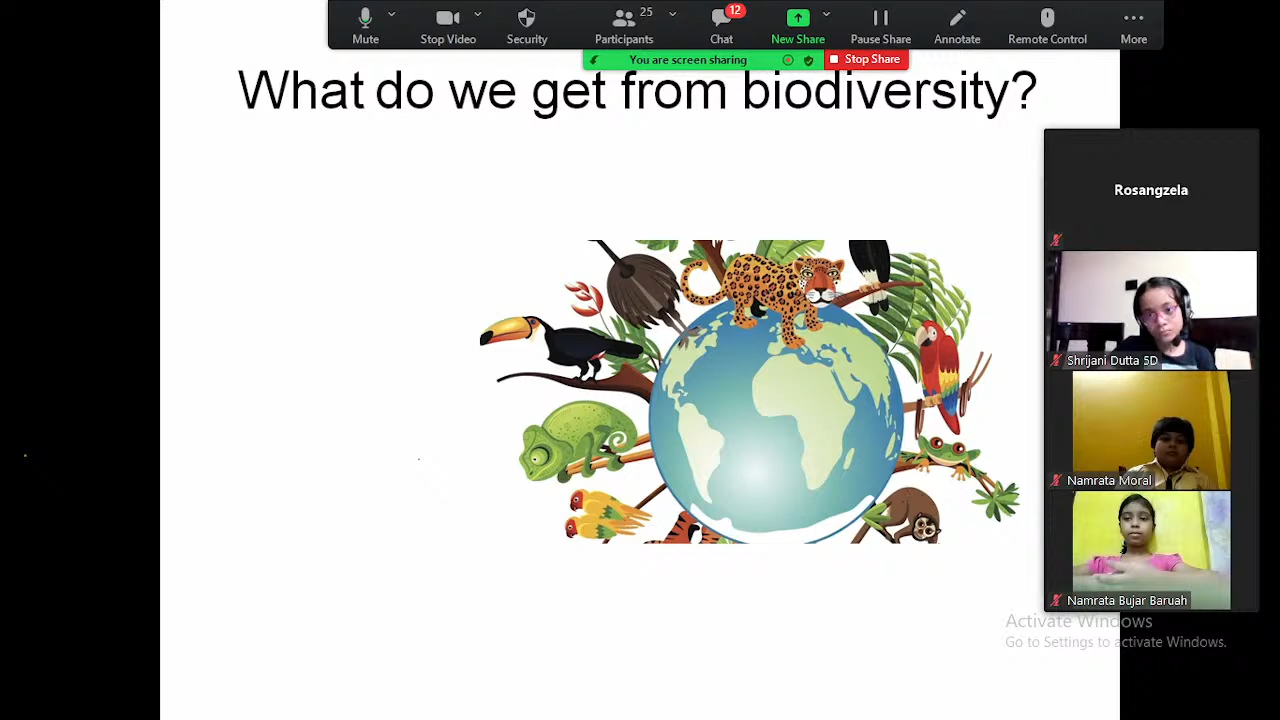 25
12
Mute
Stop Video
Security
Participants
Chat
New Share
Pause Share
Annotate
Remote Control
More
You are screen sharing
Stop Share
What do we get from biodiversity?
Rosangzela
Shrijani Dutta 5D
Namrata Moral
Namrata Bujar Baruah
Activate Windows
Go to Settings to activate Windows.